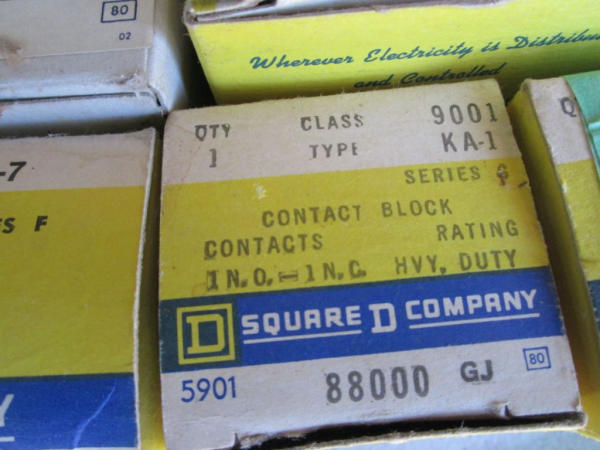 80
02
Wherever Electricity is Distribu
and Controlled
-7
S F
Y
QTY CLASS 9001
1 TYPE KA-1
SERIES
CONTACT BLOCK
CONTACTS RATING
1 N.O.-1 N.C. HVY, DUTY
D SQUARE D COMPANY
5901 88000 GJ 80
Q